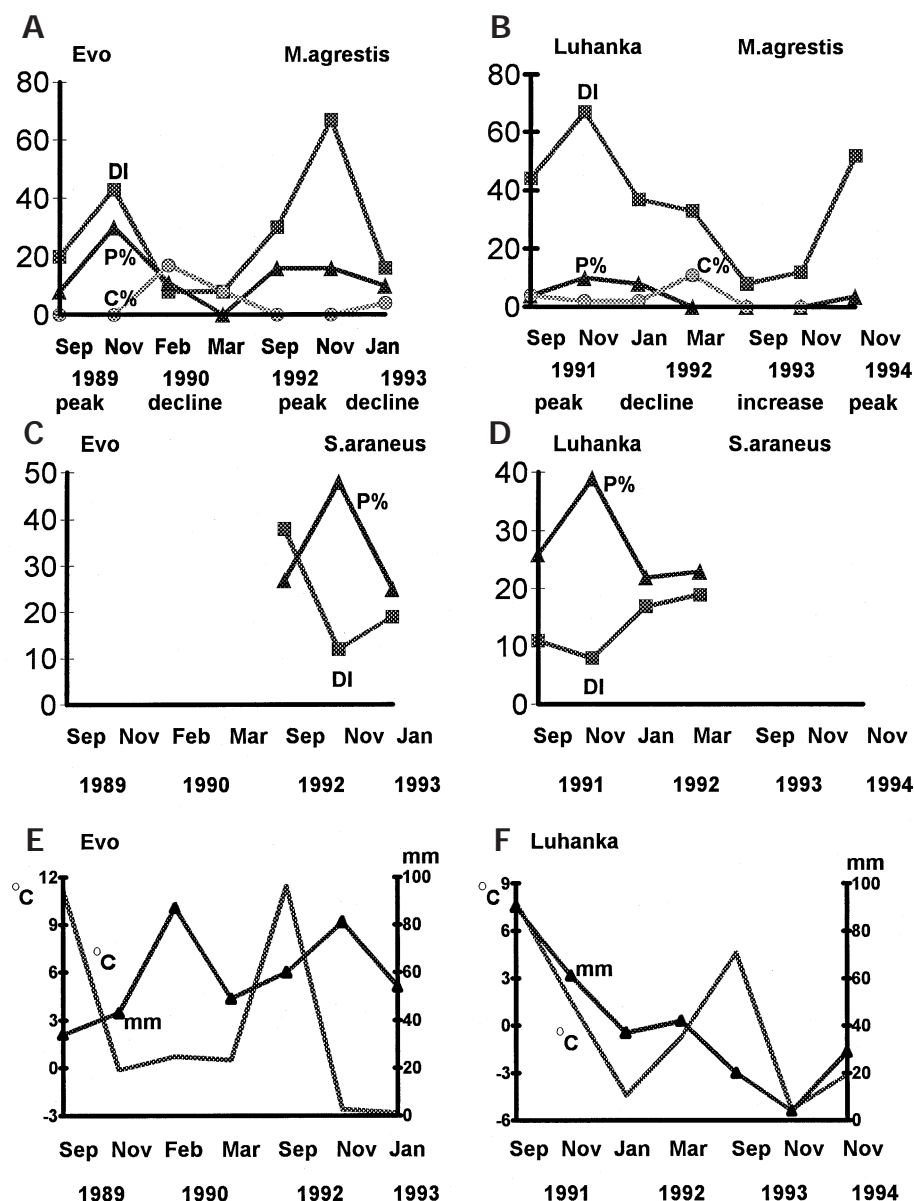 A
Evo M.agrestis
80
60
40
20
0
DI
P%
C%
Sep Nov Feb Mar Sep Nov Jan
1989 1990 1992 1993
peak decline peak decline
B
Luhanka M.agrestis
80
60
40
20
0
DI
P%
C%
Sep Nov Jan Mar Sep Nov Nov
1991 1992 1993 1994
peak decline increase peak
C
Evo S.araneus
50
40
30
20
10
0
P%
DI
Sep Nov Feb Mar Sep Nov Jan
1989 1990 1992 1993
D
Luhanka S.araneus
40
30
20
10
0
P%
DI
Sep Nov Jan Mar Sep Nov Nov
1991 1992 1993 1994
E
Evo
°C
12
9
6
3
0
-3
°C
mm
mm
100
80
60
40
20
0
Sep Nov Feb Mar Sep Nov Jan
1989 1990 1992 1993
F
Luhanka
°C
9
6
3
0
-3
-6
mm
°C
mm
100
80
60
40
20
0
Sep Nov Jan Mar Sep Nov Nov
1991 1992 1993 1994